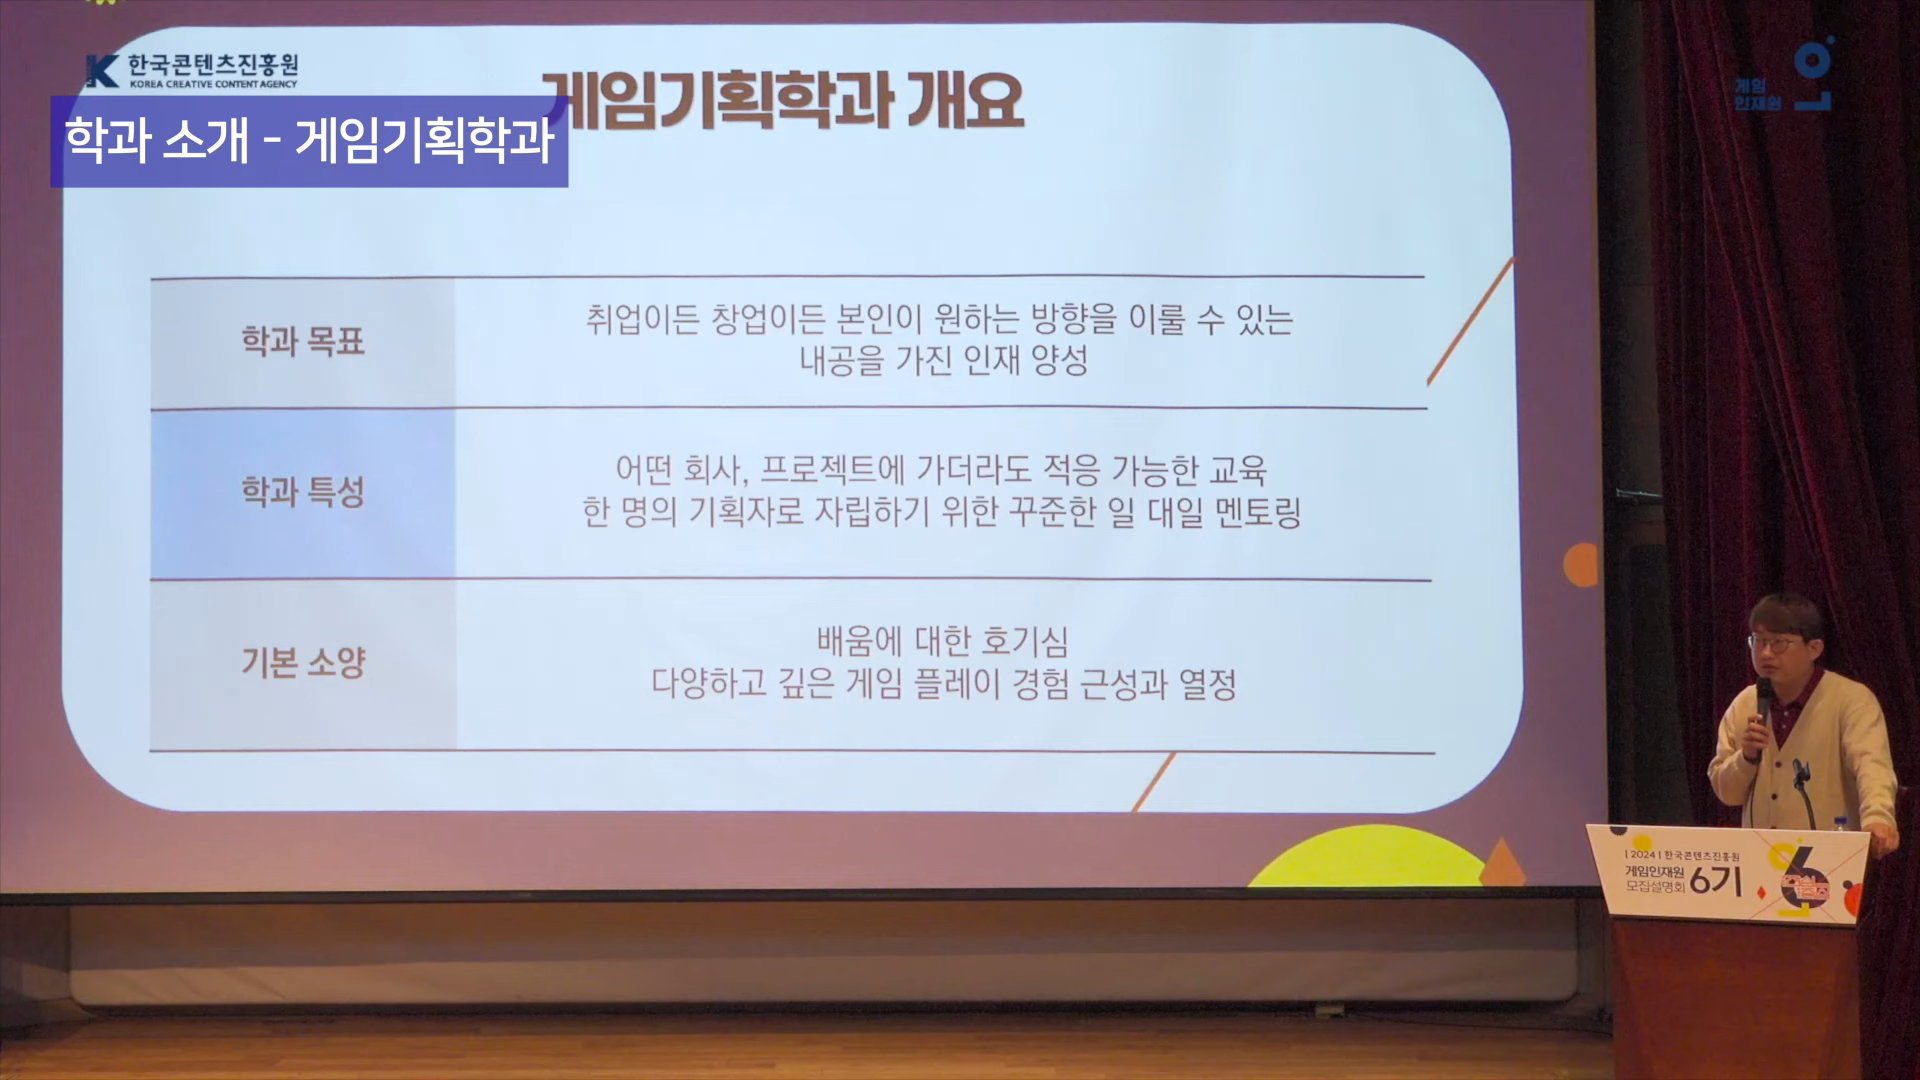 한국콘텐츠진흥원
KOREA CREATIVE CONTENT AGENCY
게임
인재원
게임기획학과 개요
학과 소개 - 게임기획학과
학과 목표
취업이든 창업이든 본인이 원하는 방향을 이룰 수 있는
내공을 가진 인재 양성
학과 특성
어떤 회사, 프로젝트에 가더라도 적응 가능한 교육
한 명의 기획자로 자립하기 위한 꾸준한 일 대일 멘토링
기본 소양
배움에 대한 호기심
다양하고 깊은 게임 플레이 경험 근성과 열정
| 2024 | 한국콘텐츠진흥원
게임인재원
모집설명회 6기
6